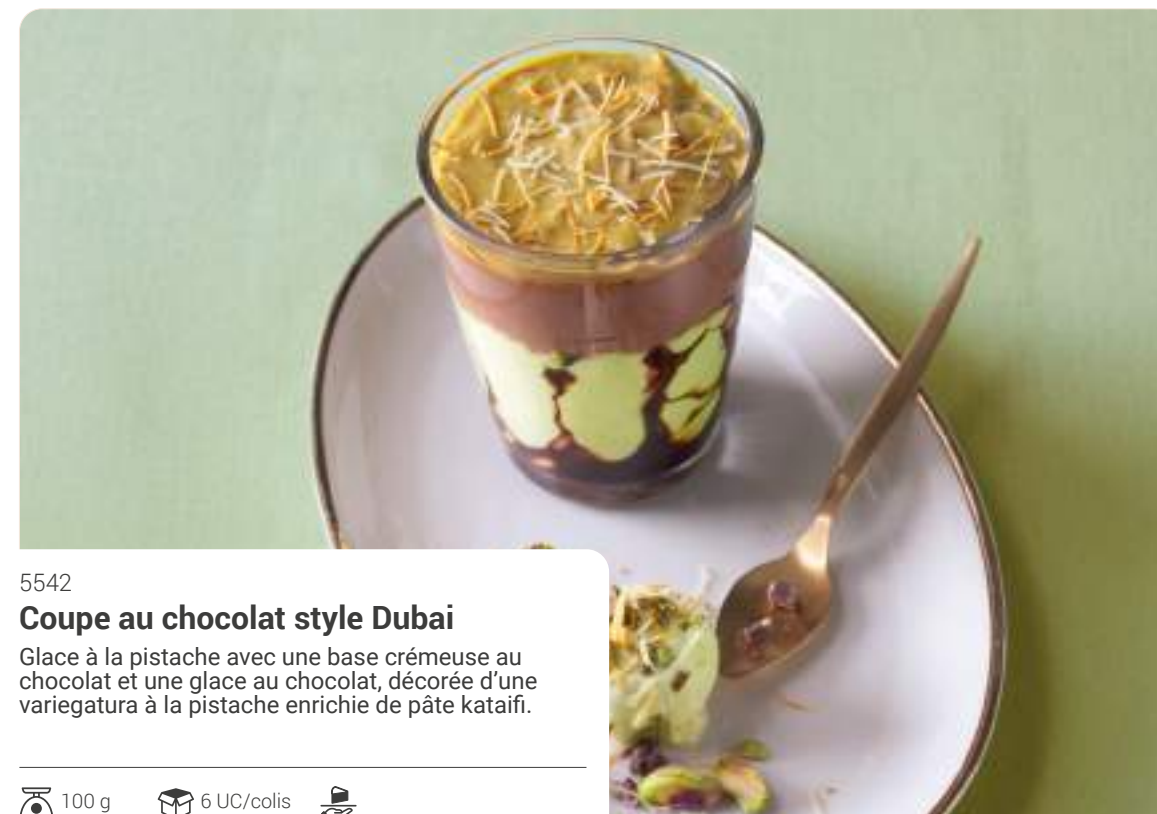 5542
Coupe au chocolat style Dubai
Glace à la pistache avec une base crémeuse au
chocolat et une glace au chocolat, décorée d’une
variegatura à la pistache enrichie de pâte kataifi.
100 g 6 UC/colis